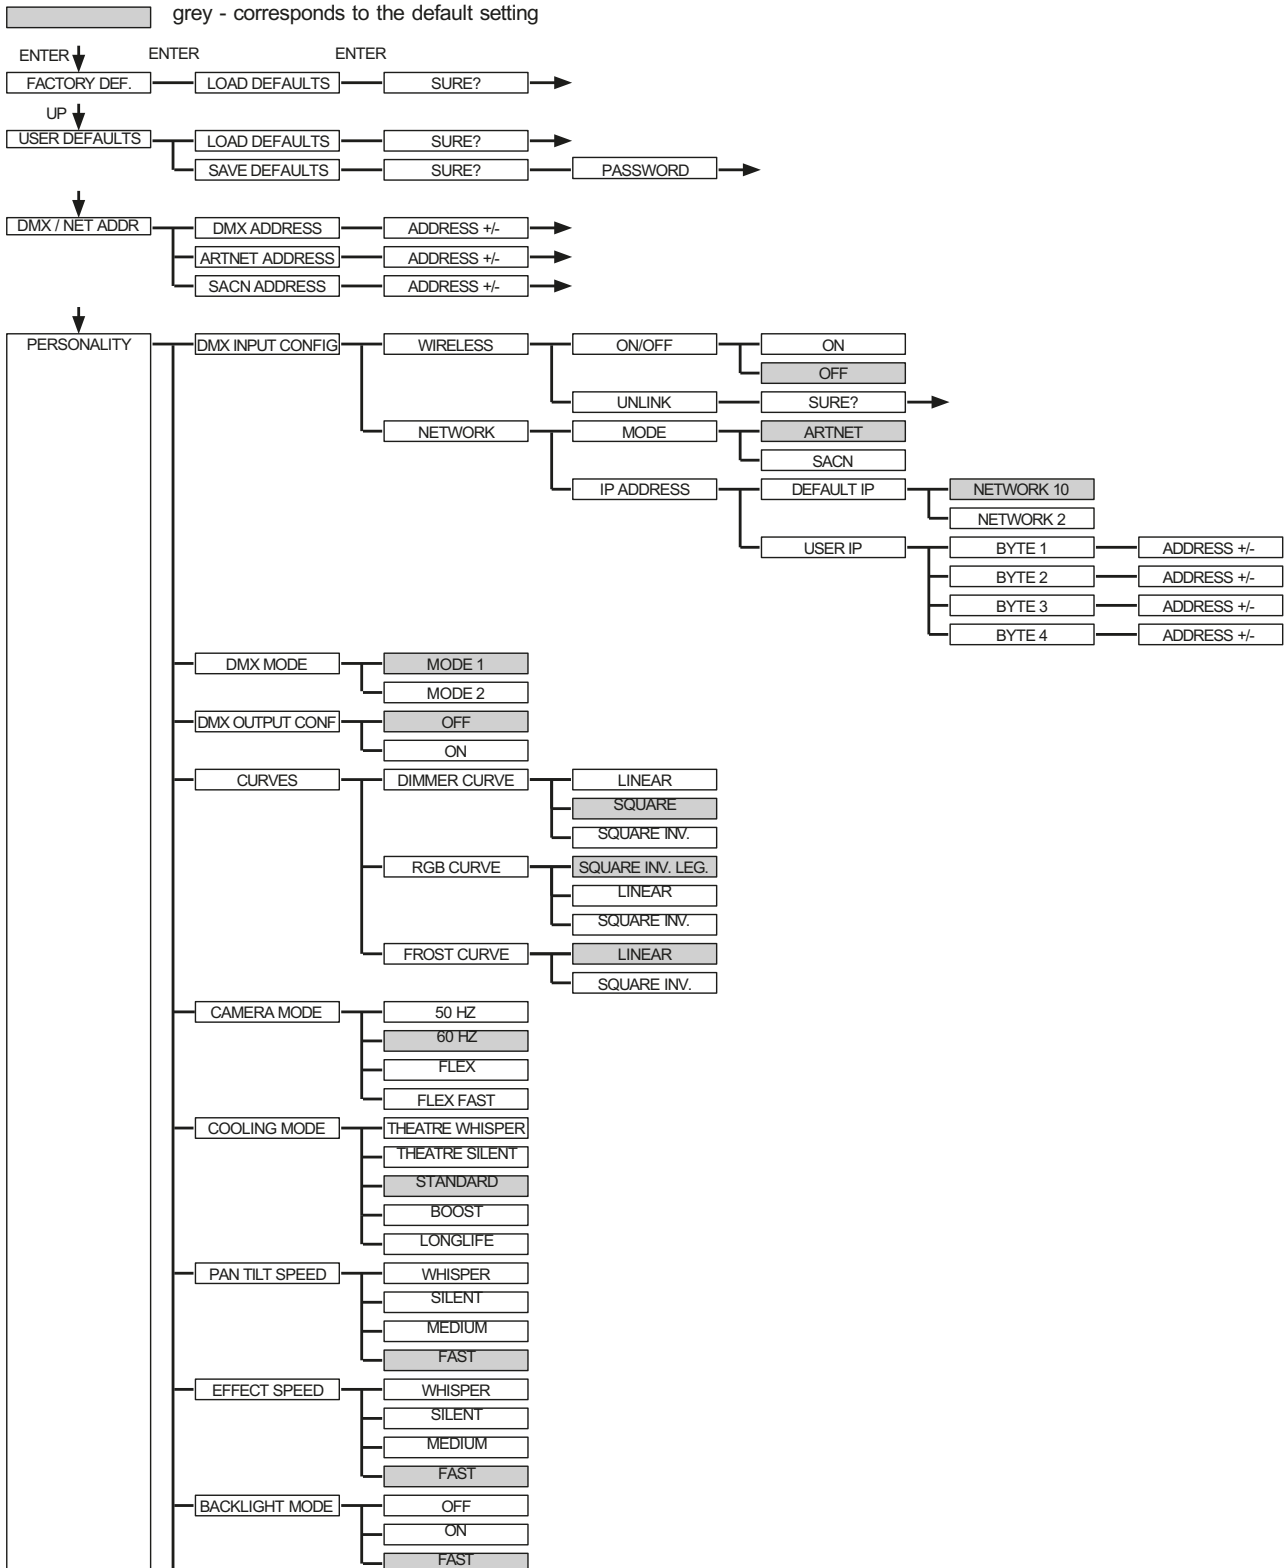 grey - corresponds to the default setting
ENTER ENTER ENTER
FACTORY DEF. LOAD DEFAULTS SURE?
UP
USER DEFAULTS LOAD DEFAULTS SURE?
SAVE DEFAULTS SURE? PASSWORD
DMX / NET ADDR DMX ADDRESS ADDRESS +/-
ARTNET ADDRESS ADDRESS +/-
SACN ADDRESS ADDRESS +/-
PERSONALITY DMX INPUT CONFIG WIRELESS ON/OFF ON
OFF
UNLINK SURE?
NETWORK MODE ARTNET
SACN
IP ADDRESS DEFAULT IP NETWORK 10
NETWORK 2
USER IP BYTE 1 ADDRESS +/-
BYTE 2 ADDRESS +/-
BYTE 3 ADDRESS +/-
BYTE 4 ADDRESS +/-
DMX MODE MODE 1
MODE 2
DMX OUTPUT CONF OFF
ON
CURVES DIMMER CURVE LINEAR
SQUARE
SQUARE INV.
RGB CURVE SQUARE INV. LEG.
LINEAR
SQUARE INV.
FROST CURVE LINEAR
SQUARE INV.
CAMERA MODE 50 HZ
60 HZ
FLEX
FLEX FAST
COOLING MODE THEATRE WHISPER
THEATRE SILENT
STANDARD
BOOST
LONGLIFE
PAN TILT SPEED WHISPER
SILENT
MEDIUM
FAST
EFFECT SPEED WHISPER
SILENT
MEDIUM
FAST
BACKLIGHT MODE OFF
ON
FAST